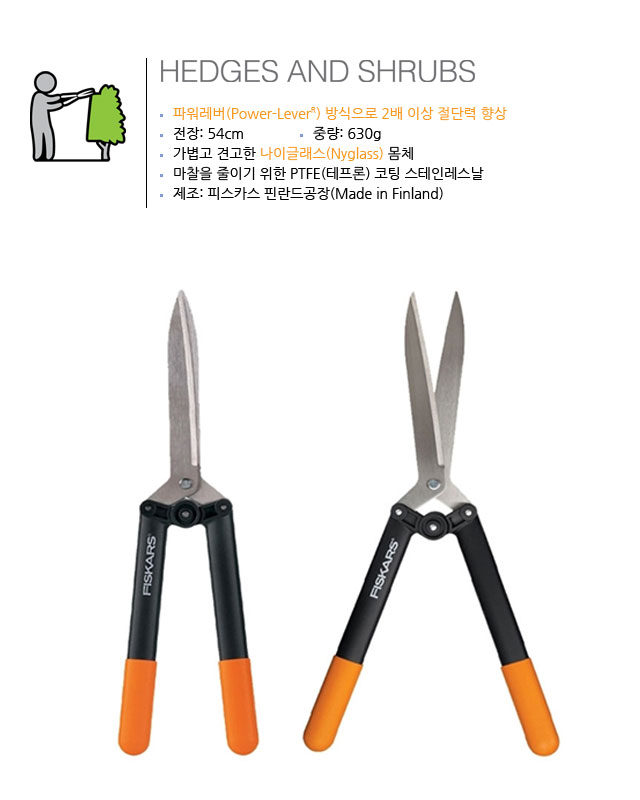 HEDGES AND SHRUBS
파워레버(Power-Lever®) 방식으로 2배 이상 절단력 향상
전장: 54cm 중량: 630g
가볍고 견고한 나이글래스(Nyglass) 몸체
마찰을 줄이기 위한 PTFE(테프론) 코팅 스테인레스날
제조: 피스카스 핀란드공장(Made in Finland)
FISKARS
FISKARS